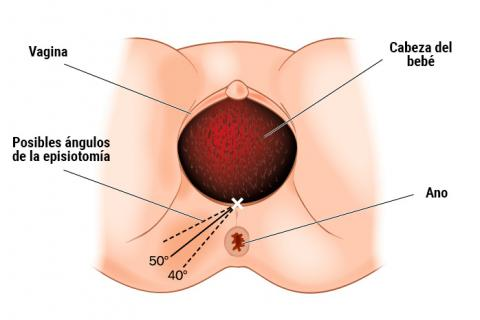 Vagina
Cabeza del
bebé
Posibles ángulos
de la episiotomía
Ano
50°
40°